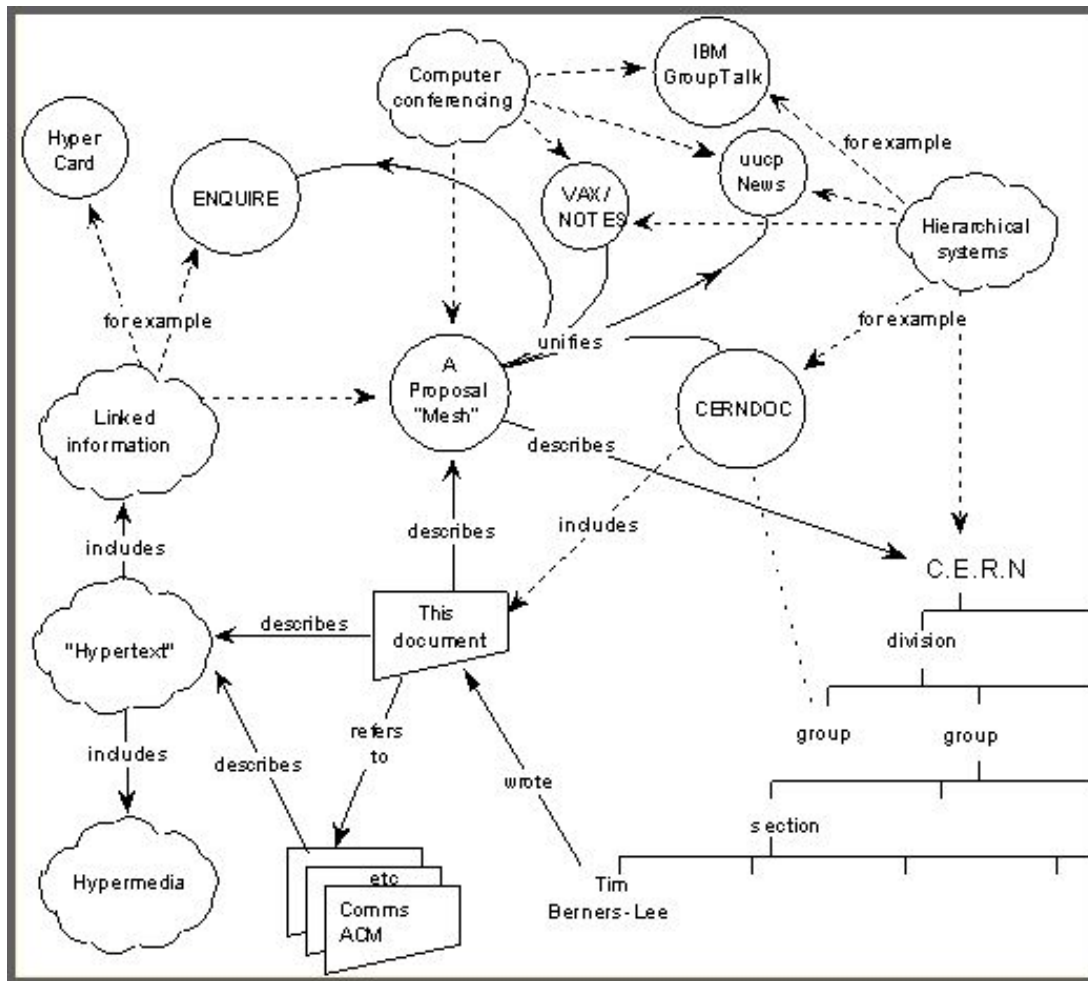 IBM
GroupTalk
Computer
conferencing
Hyper
Card
for example
uucp
News
ENQUIRE
VAX/
NOTES
Hierarchical
systems
for example
for example
unifies
A
Proposal
"Mesh"
CERNDOC
Linked
information
describes
includes
describes
includes
C.E.R.N
This
document
describes
division
"Hypertext"
refers
to
group
group
includes
describes
wrote
section
Hypermedia
etc
Comms
ACM
Tim
Berners-Lee